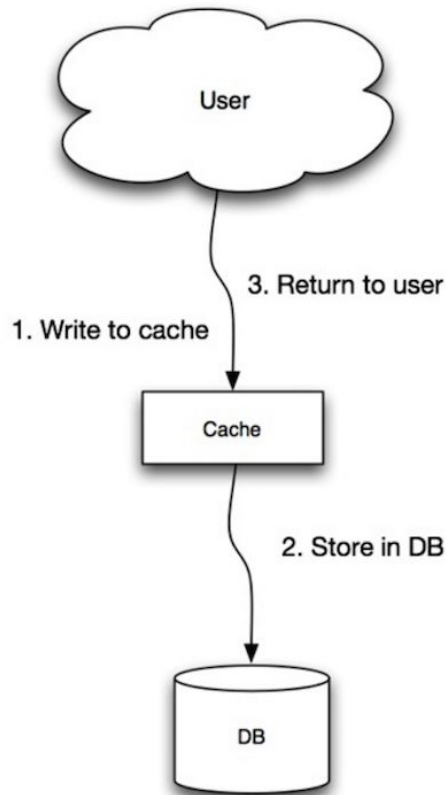 User
3. Return to user
1. Write to cache
Cache
2. Store in DB
DB